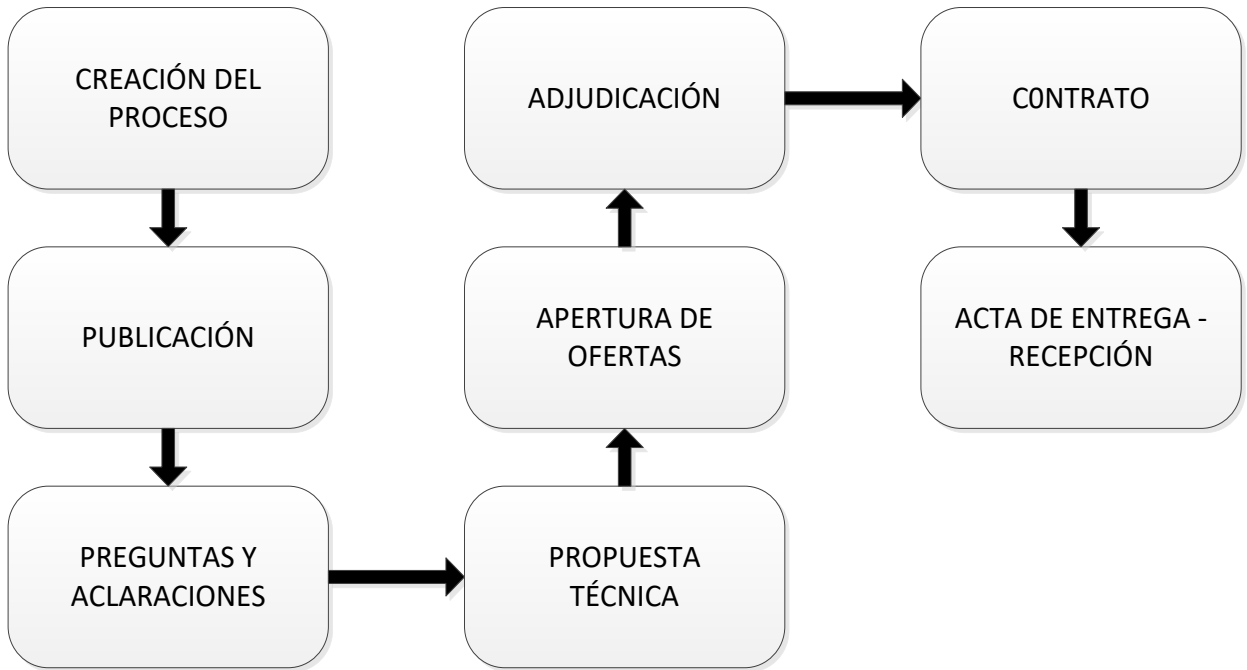 CREACIÓN DEL
PROCESO
PUBLICACIÓN
PREGUNTAS Y
ACLARACIONES
PROPUESTA
TÉCNICA
APERTURA DE
OFERTAS
ADJUDICACIÓN
C0NTRATO
ACTA DE ENTREGA -
RECEPCIÓN